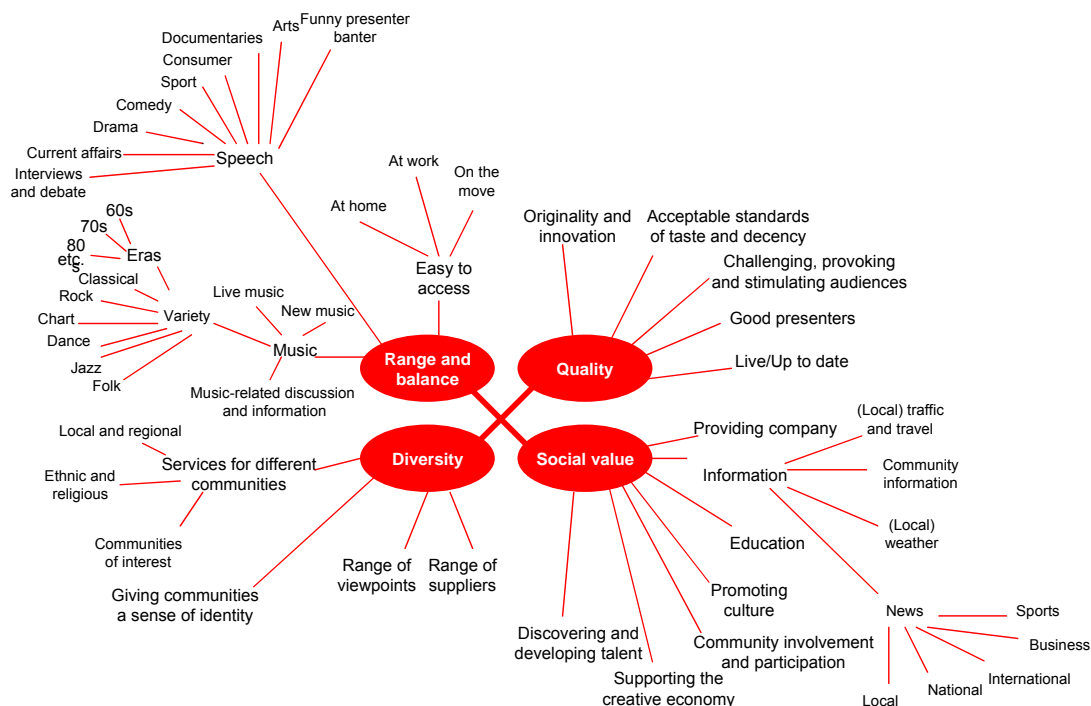 Funny presenter
banter
Arts
Documentaries
Consumer
Sport
Comedy
Drama
Current affairs
Interviews
and debate
Speech
At work
On the
move
At home
Easy to
access
60s
70s
80
etc.
s
Eras
Classical
Rock
Chart
Dance
Jazz
Folk
Variety
Live music
New music
Music
Music-related discussion
and information
Range and
balance
Originality and
innovation
Acceptable standards
of taste and decency
Challenging, provoking
and stimulating audiences
Good presenters
Live/Up to date
Quality
Local and regional
Ethnic and
religious
Services for different
communities
Communities
of interest
Giving communities
a sense of identity
Diversity
Range of
viewpoints
Range of
suppliers
Social value
Providing company
Information
(Local) traffic
and travel
Community
information
(Local)
weather
Education
Promoting
culture
Community involvement
and participation
Supporting the
creative economy
Discovering and
developing talent
News
Sports
Business
International
National
Local